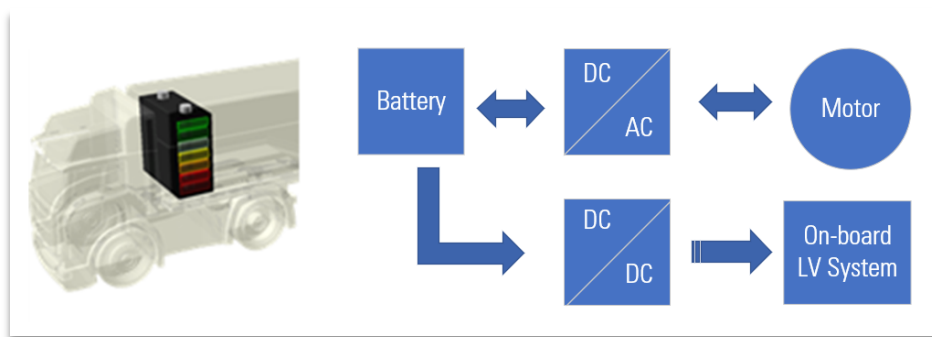 Battery
DC
AC
Motor
DC
DC
On-board
LV System